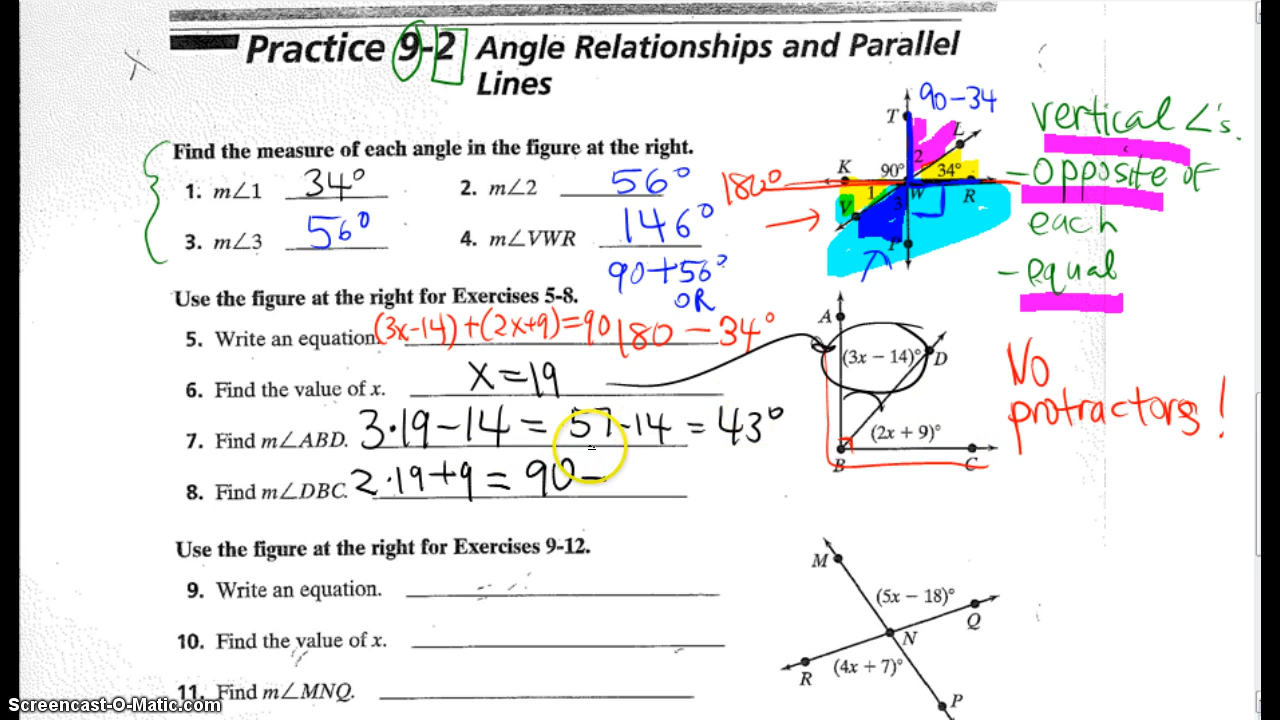 Practice 9-2 Angle Relationships and Parallel
Lines
Find the measure of each angle in the figure at the right.
1. m∠1 34°
2. m∠2 56°
3. m∠3 56°
4. m∠VWR 146°
90+56°
OR
180-34°
90-34
T
L
K
90°
2
34°
180°
1
W
R
V
3
P
vertical ∠'s.
-opposite of
each
-equal
Use the figure at the right for Exercises 5-8.
5. Write an equation. (3x-14)+(2x+9)=90
6. Find the value of x. x=19
7. Find m∠ABD. 3·19-14 = 57-14 = 43°
8. Find m∠DBC. 2·19+9 = 90-
A
(3x − 14)°
D
(2x + 9)°
B
C
No
protractors!
Use the figure at the right for Exercises 9-12.
9. Write an equation.
10. Find the value of x.
11. Find m∠MNQ.
M
(5x − 18)°
Q
N
(4x + 7)°
R
P
Screencast-O-Matic.com